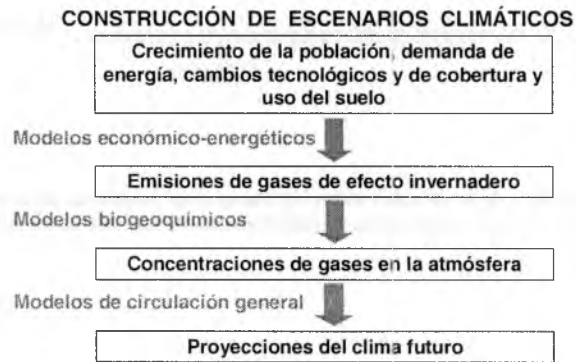 CONSTRUCCIÓN DE ESCENARIOS CLIMÁTICOS
Crecimiento de la población, demanda de
energía, cambios tecnológicos y de cobertura y
uso del suelo
Modelos económico-energéticos
Emisiones de gases de efecto invernadero
Modelos biogeoquímicos
Concentraciones de gases en la atmósfera
Modelos de circulación general
Proyecciones del clima futuro